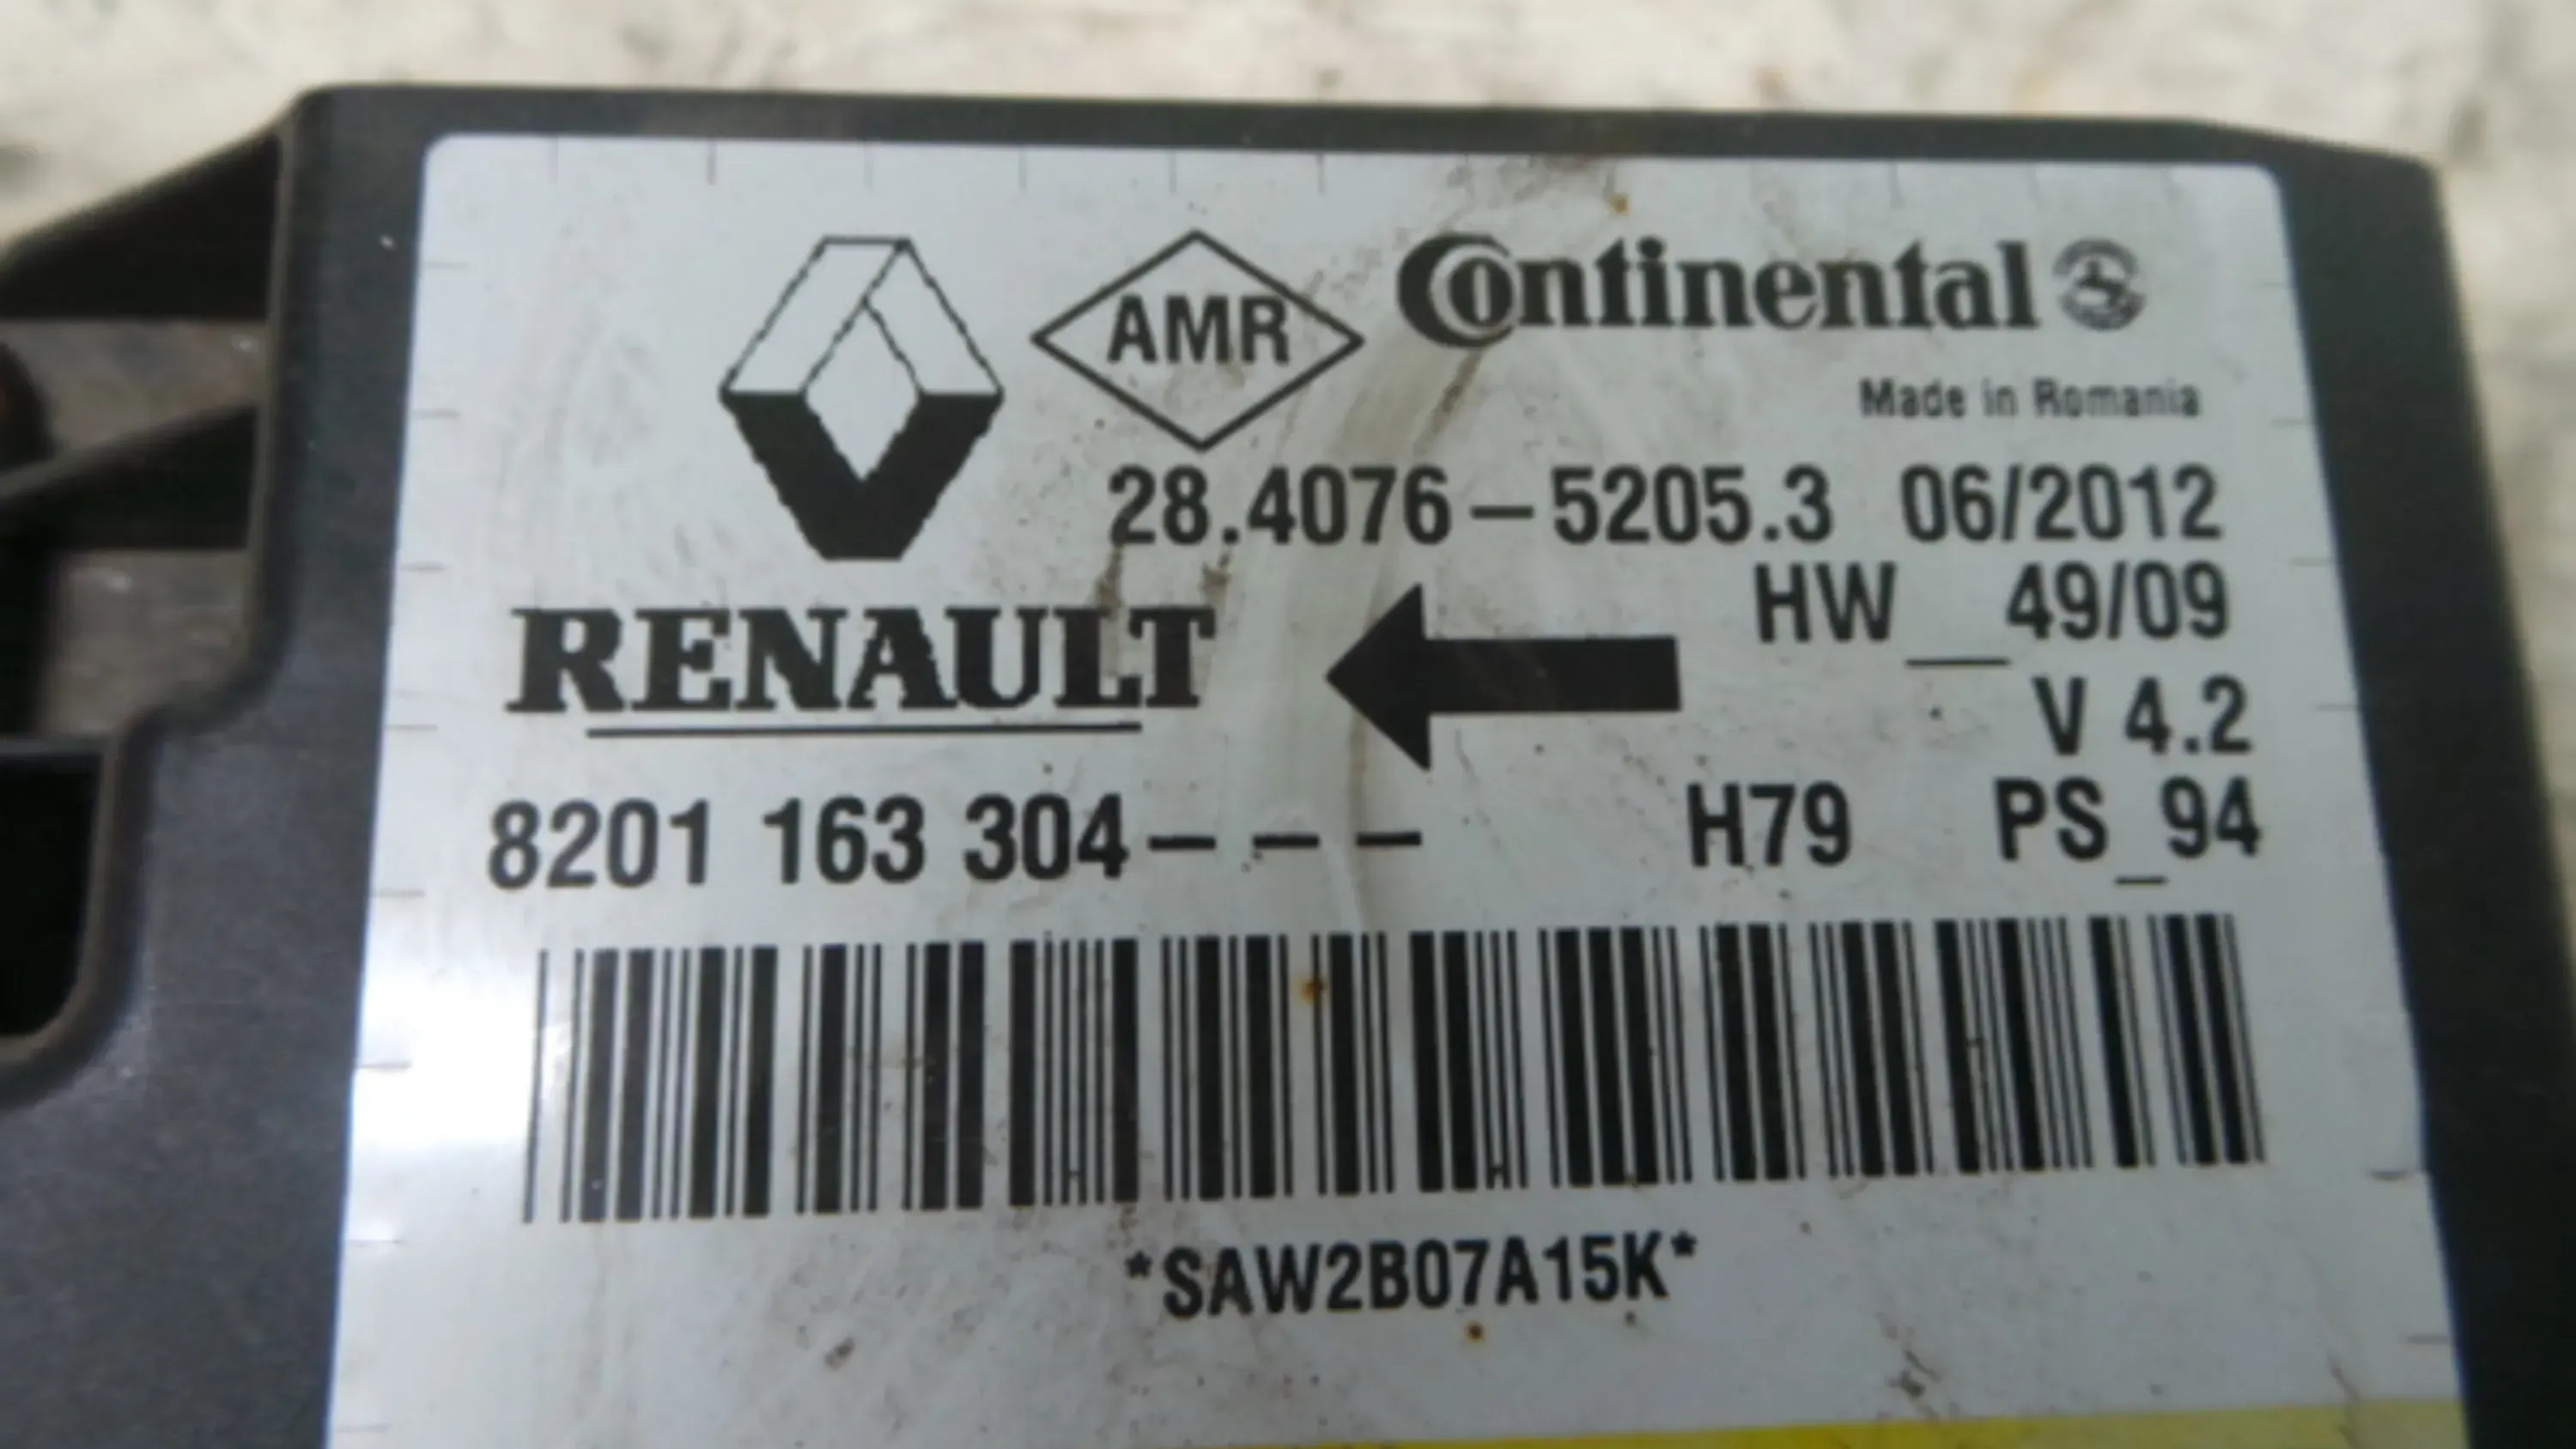 AMR
Continental
Made in Romania
28.4076-5205.3 06/2012
HW__49/09
RENAULT
V 4.2
8201 163 304---
H79 PS_94
*SAW2B07A15K*